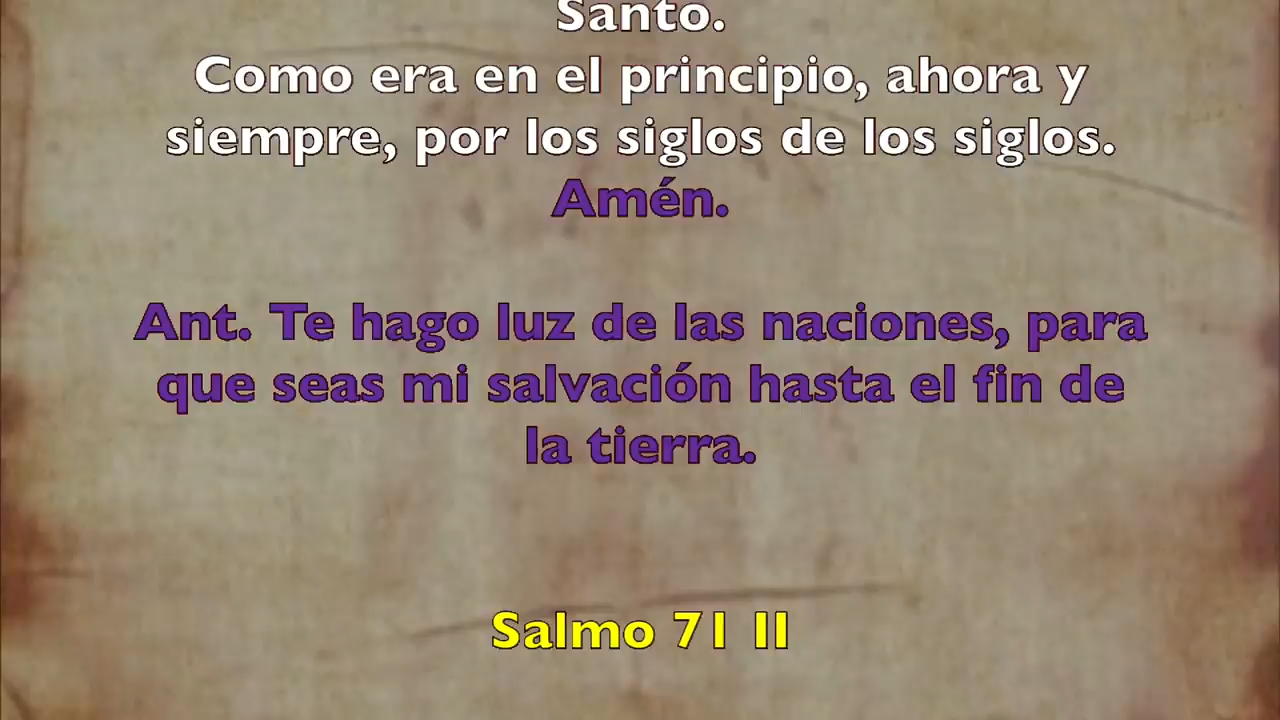 Santo.
Como era en el principio, ahora y
siempre, por los siglos de los siglos.
Amén.
Ant. Te hago luz de las naciones, para
que seas mi salvación hasta el fin de
la tierra.
Salmo 71 II